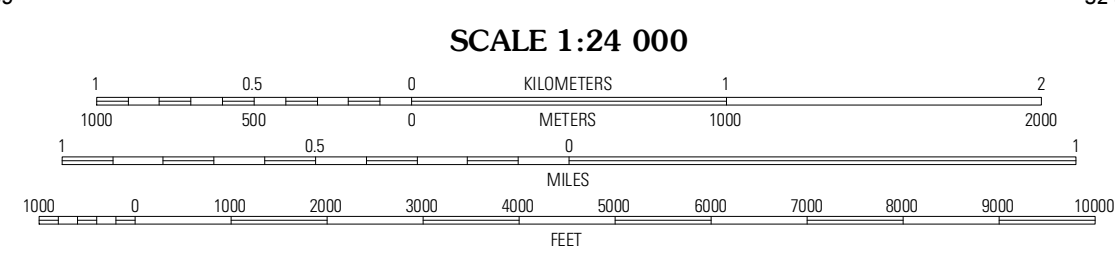 SCALE 1:24 000
1 0.5 0 KILOMETERS 1 2
1000 500 0 METERS 1000 2000
1 0.5 0 1
MILES
1000 0 1000 2000 3000 4000 5000 6000 7000 8000 9000 10000
FEET